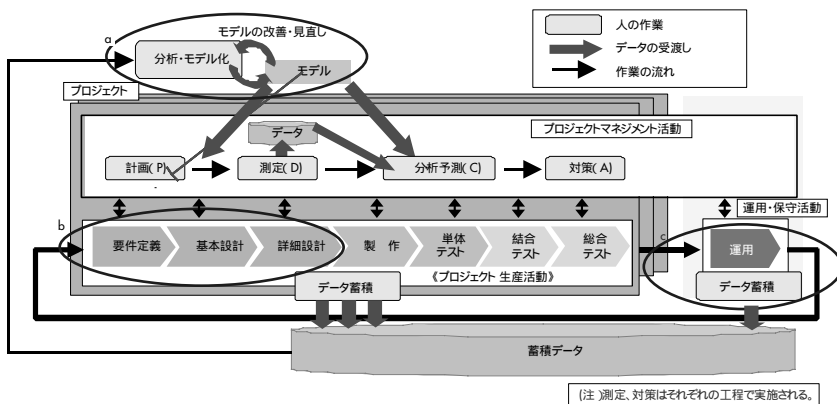 a
モデルの改善・見直し
分析・モデル化
モデル
人の作業
データの受渡し
作業の流れ
プロジェクト
プロジェクトマネジメント活動
データ
計画(P)
測定(D)
分析予測(C)
対策(A)
運用・保守活動
b
要件定義
基本設計
詳細設計
製 作
単体
テスト
結合
テスト
総合
テスト
c
運用
《プロジェクト生産活動》
データ蓄積
データ蓄積
蓄積データ
(注)測定、対策はそれぞれの工程で実施される。